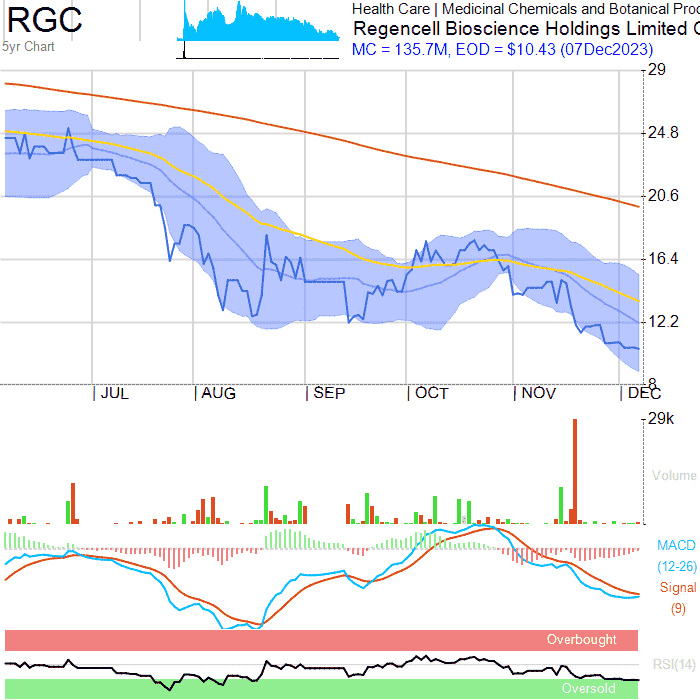 RGC
5yr Chart
Health Care | Medicinal Chemicals and Botanical Prod
Regencell Bioscience Holdings Limited O
MC = 135.7M, EOD = $10.43 (07Dec2023)
29
24.8
20.6
16.4
12.2
8
JUL AUG SEP OCT NOV DEC
29k
Volume
MACD
(12-26)
Signal
(9)
Overbought
RSI(14)
Oversold